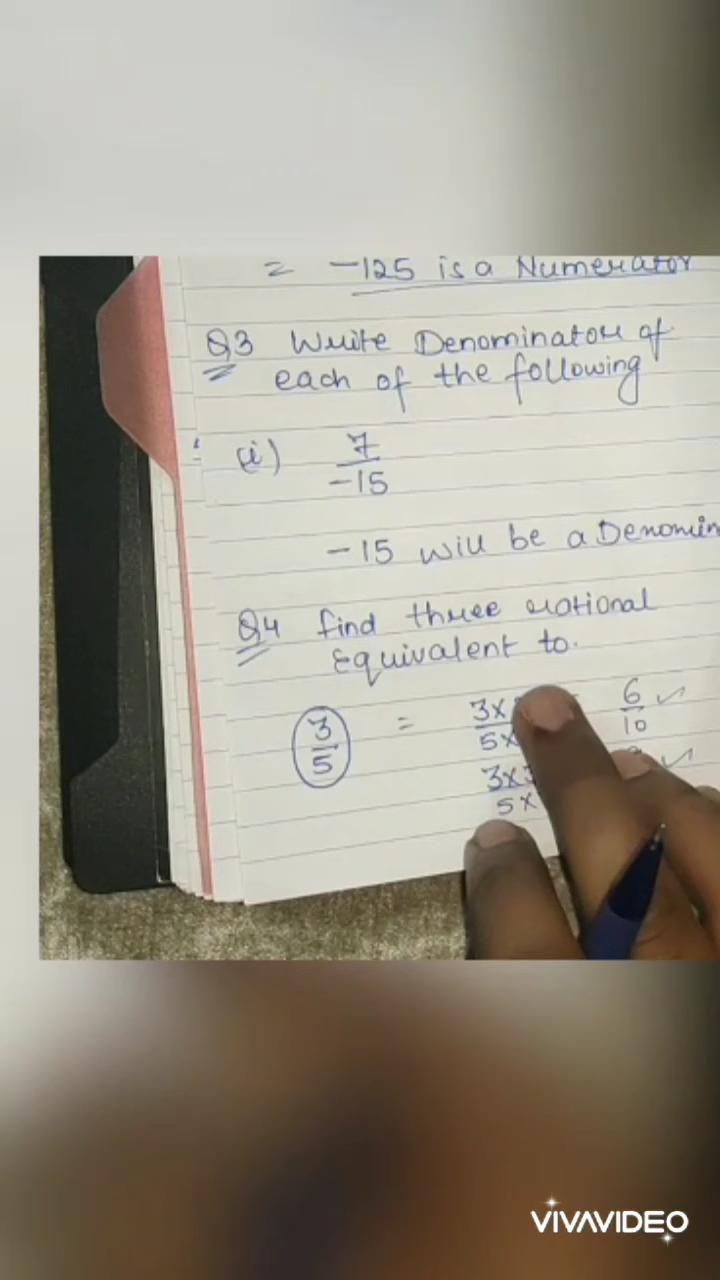 = -125 is a Numerator
Q3 Write Denominator of
each of the following
(i) 7/-15
-15 will be a Denomin
Q4 find three rational
Equivalent to.
3/5 = 3x 6/10
5x
3x3
5x
VIVAVIDEO